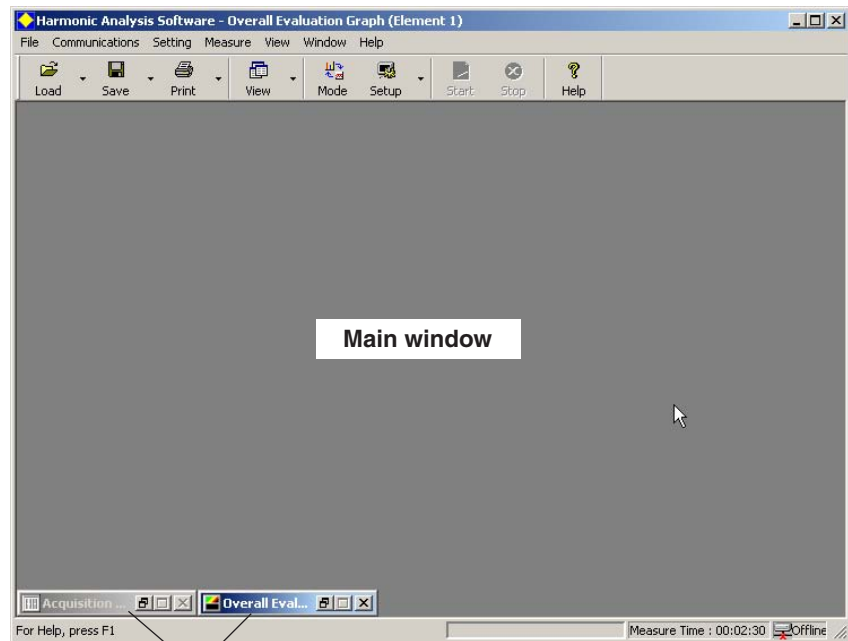 Harmonic Analysis Software - Overall Evaluation Graph (Element 1)
File Communications Setting Measure View Window Help
Load Save Print View Mode Setup Start Stop Help
Main window
Acquisition ... Overall Eval...
For Help, press F1 Measure Time : 00:02:30 Offline